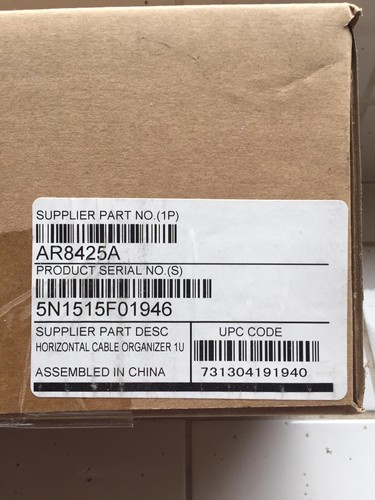 SUPPLIER PART NO.(1P)
AR8425A
PRODUCT SERIAL NO.(S)
5N1515F01946
SUPPLIER PART DESC
HORIZONTAL CABLE ORGANIZER 1U
ASSEMBLED IN CHINA
UPC CODE
731304191940